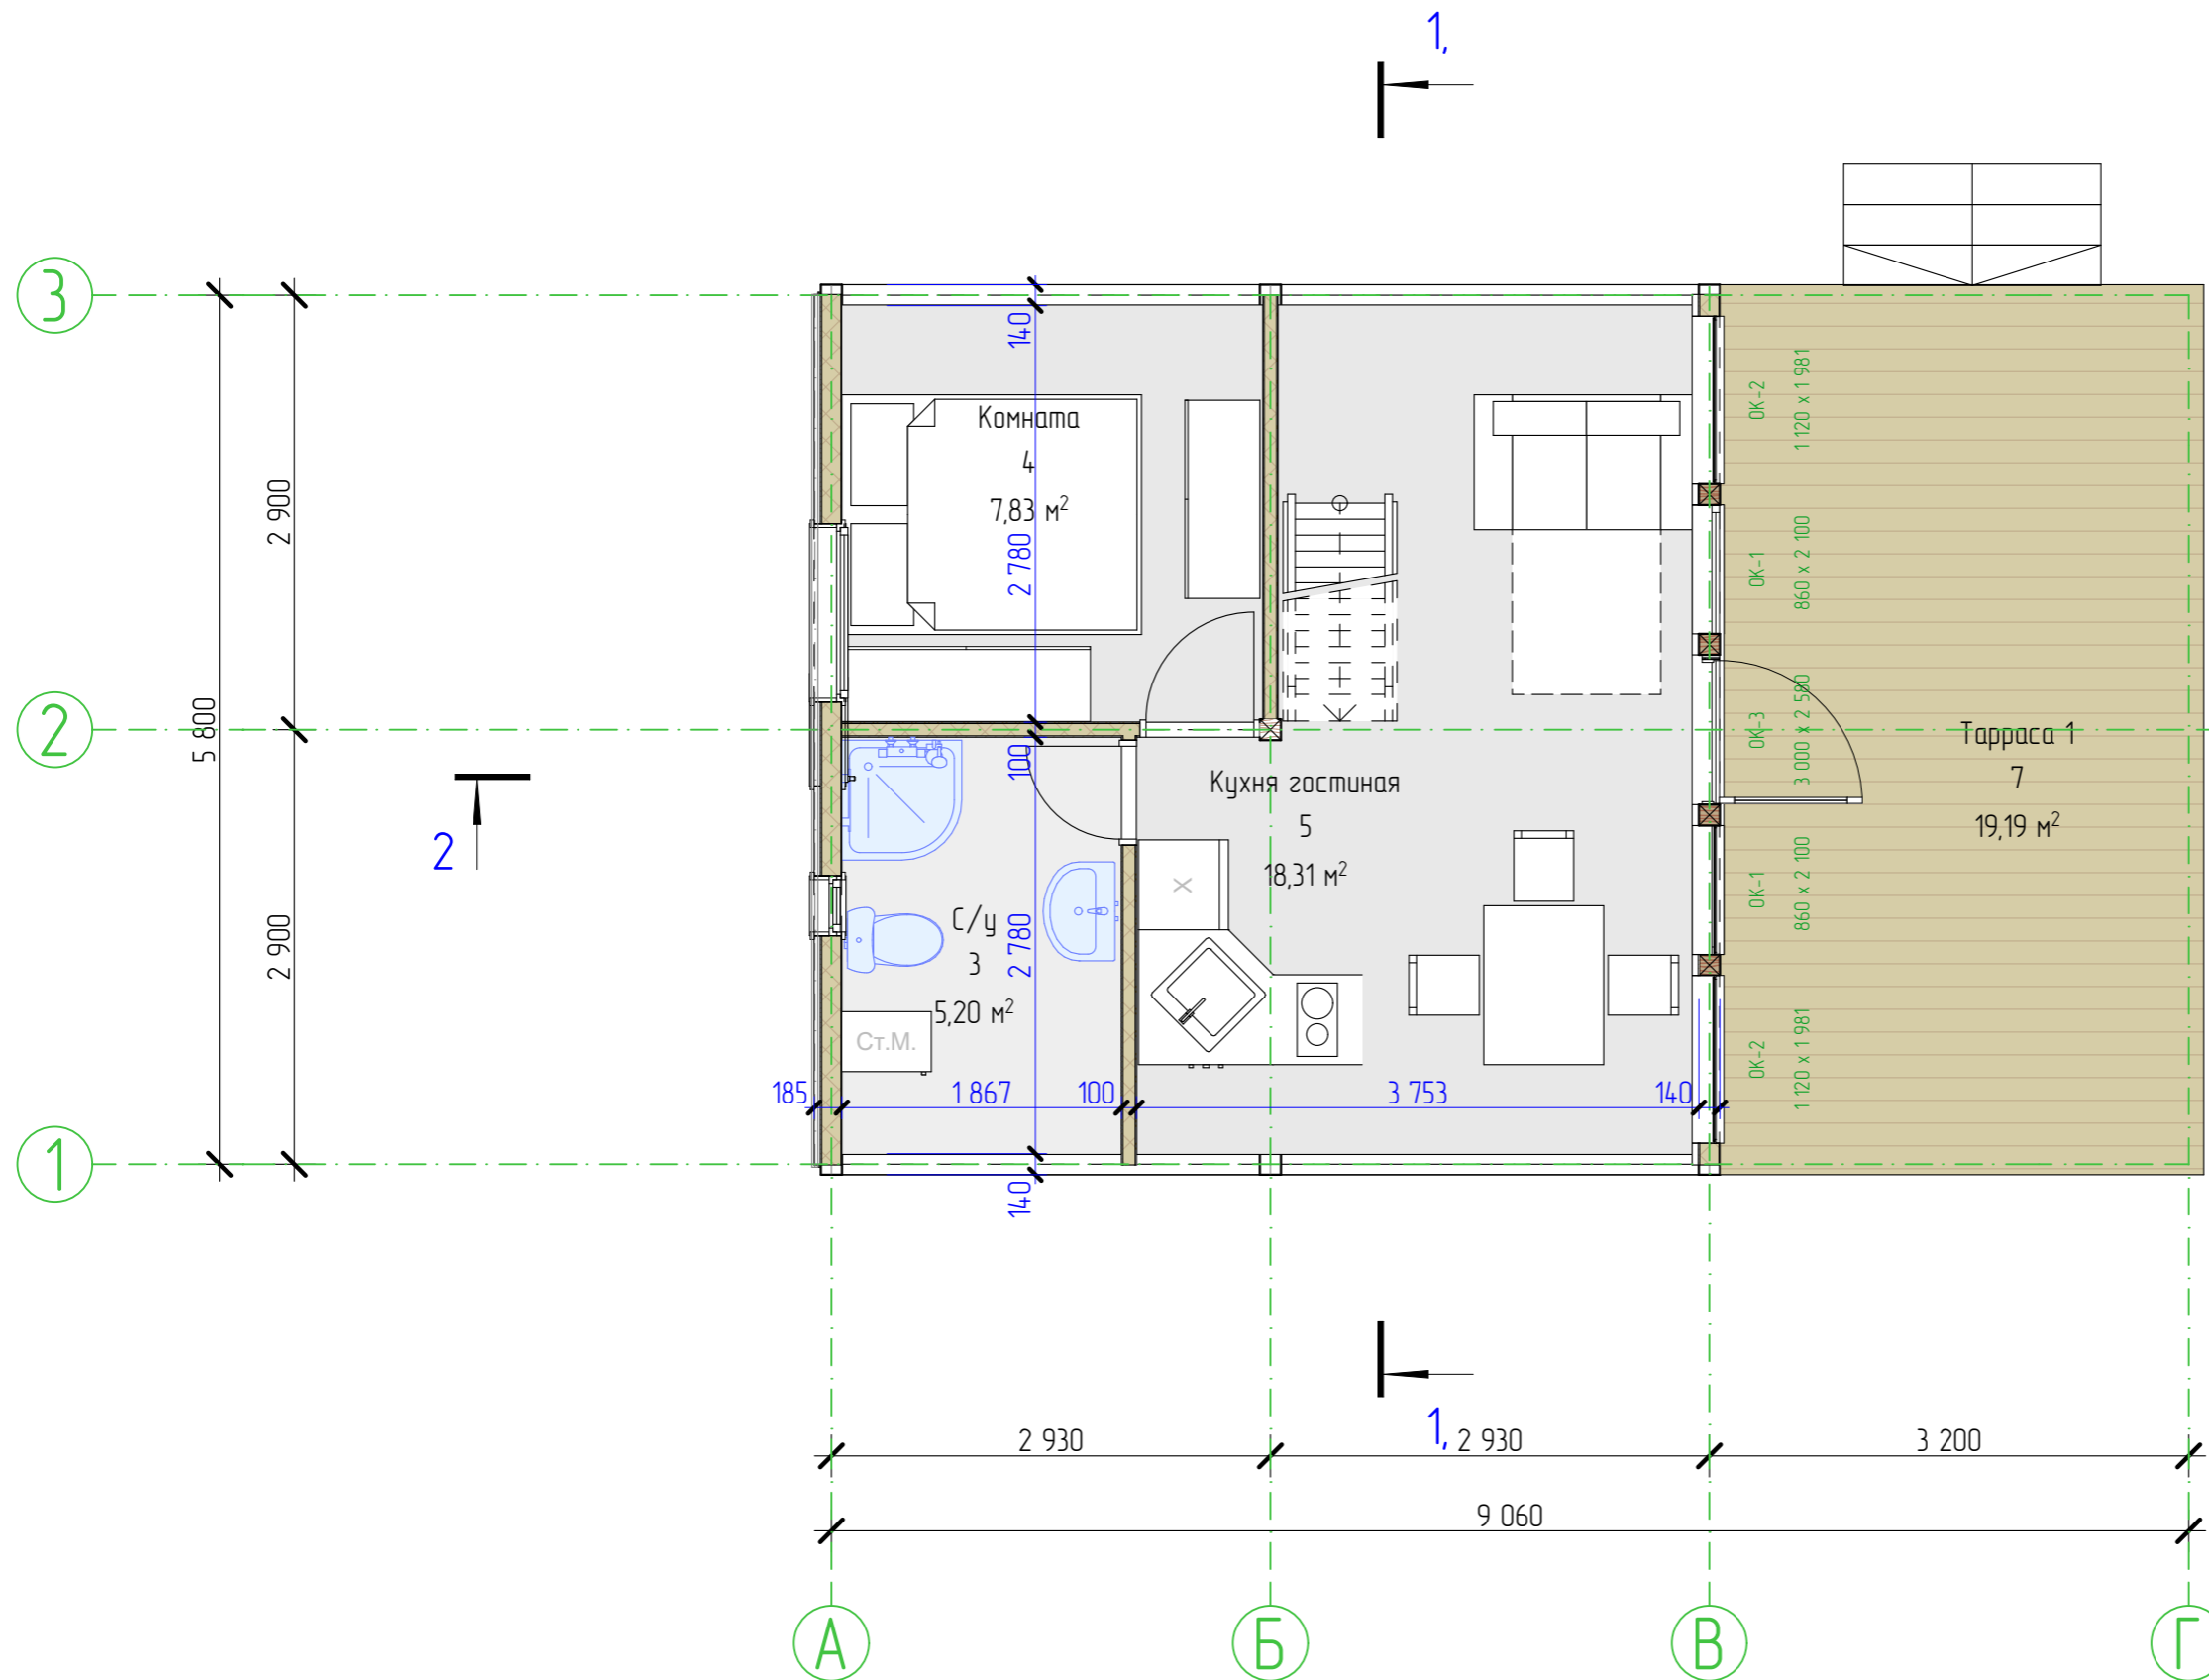 1,
3
140
Комната
4
7,83 м²
2 780
2 900
5 800
ОК-2
1 120 x 1 981
ОК-1
860 x 2 100
2
100
ОК-3
3 000 x 2 580
Тарраса 1
7
19,19 м²
Кухня гостиная
5
18,31 м²
X
2
ОК-1
860 x 2 100
С/у
3
5,20 м²
2 780
2 900
Ст.М.
ОК-2
1 120 x 1 981
185
1 867
100
3 753
140
1
140
1,
2 930
2 930
3 200
9 060
А
Б
В
Г